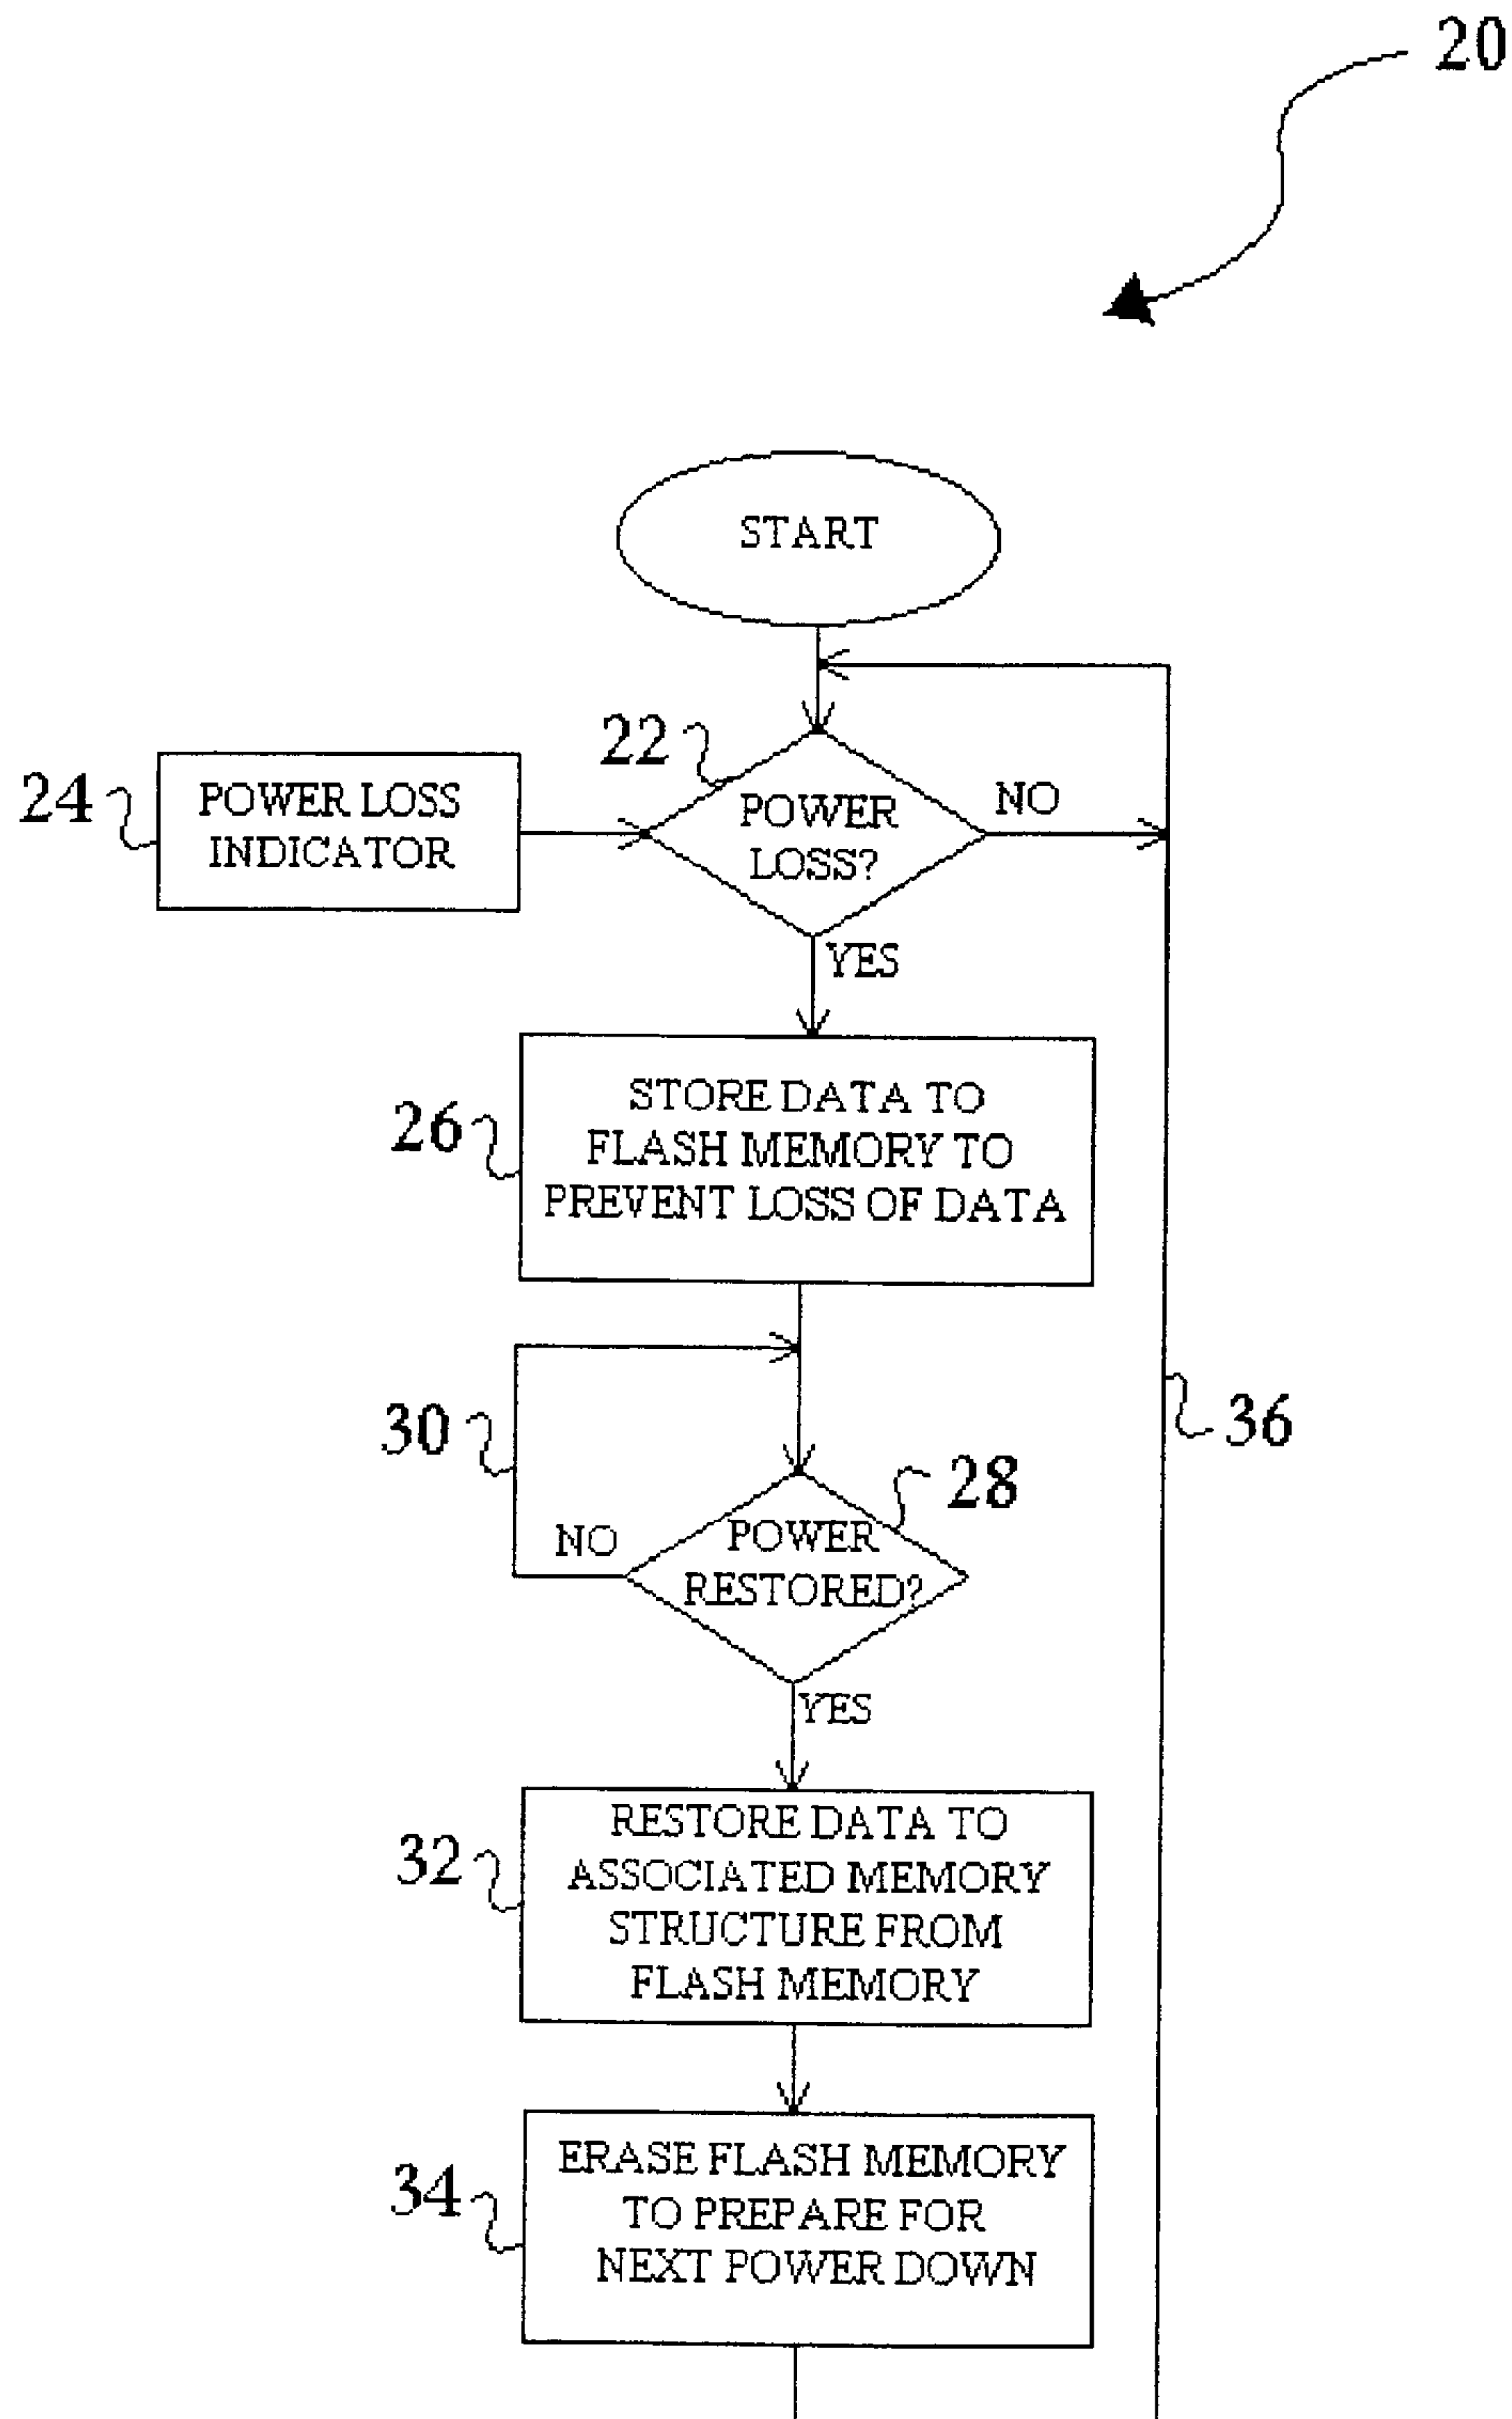 20
START
22
24
POWER LOSS
INDICATOR
POWER
LOSS?
NO
YES
26
STORE DATA TO
FLASH MEMORY TO
PREVENT LOSS OF DATA
30
36
28
NO
POWER
RESTORED?
YES
32
RESTORE DATA TO
ASSOCIATED MEMORY
STRUCTURE FROM
FLASH MEMORY
34
ERASE FLASH MEMORY
TO PREPARE FOR
NEXT POWER DOWN